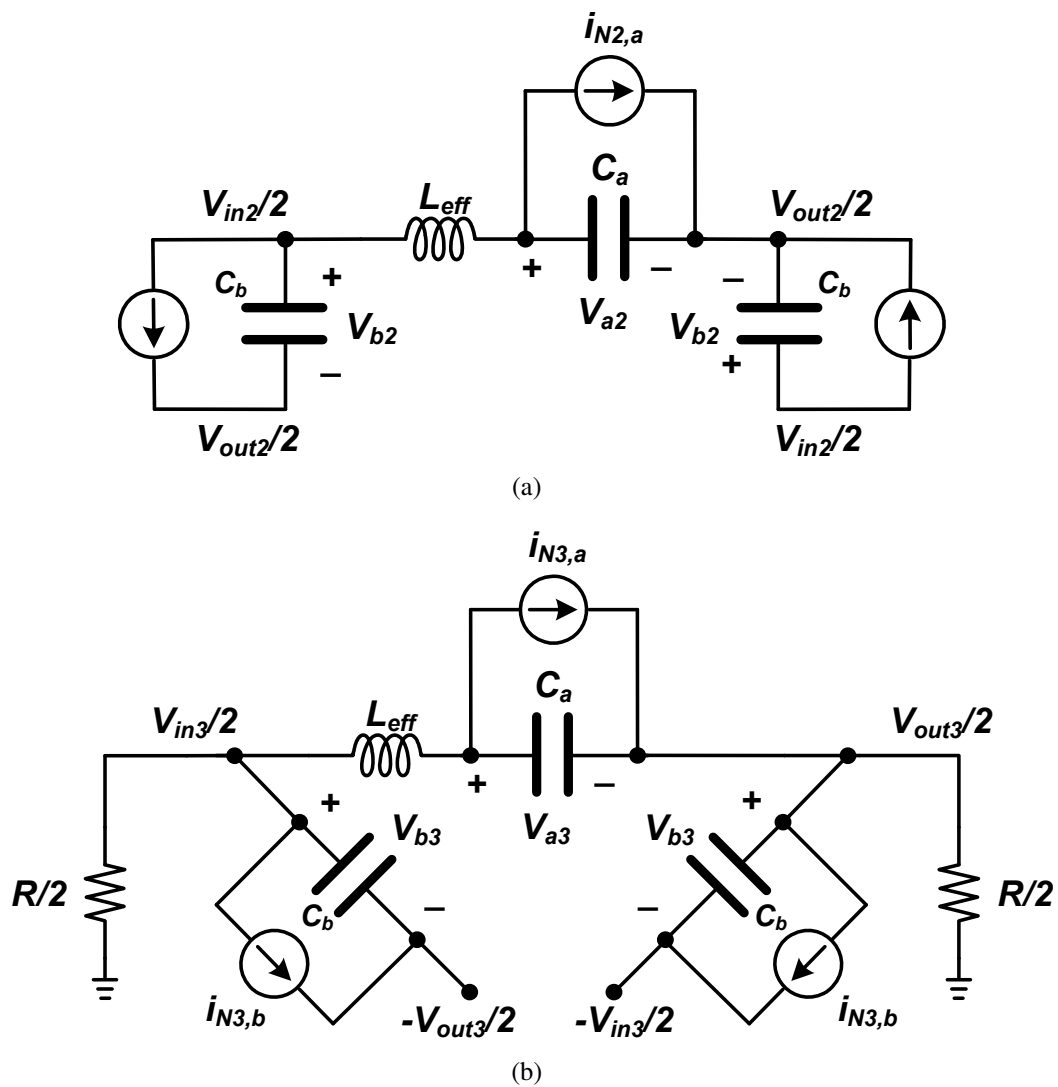 i_{N2,a}
C_a
L_{eff}
V_{in2}/2
V_{out2}/2
C_b
+
+
–
–
C_b
V_{b2}
V_{a2}
V_{b2}
–
+
V_{out2}/2
V_{in2}/2
(a)
i_{N3,a}
C_a
V_{in3}/2
L_{eff}
V_{out3}/2
+
–
+
+
V_{b3}
V_{a3}
V_{b3}
R/2
R/2
C_b
–
–
C_b
i_{N3,b}
-V_{out3}/2
-V_{in3}/2
i_{N3,b}
(b)